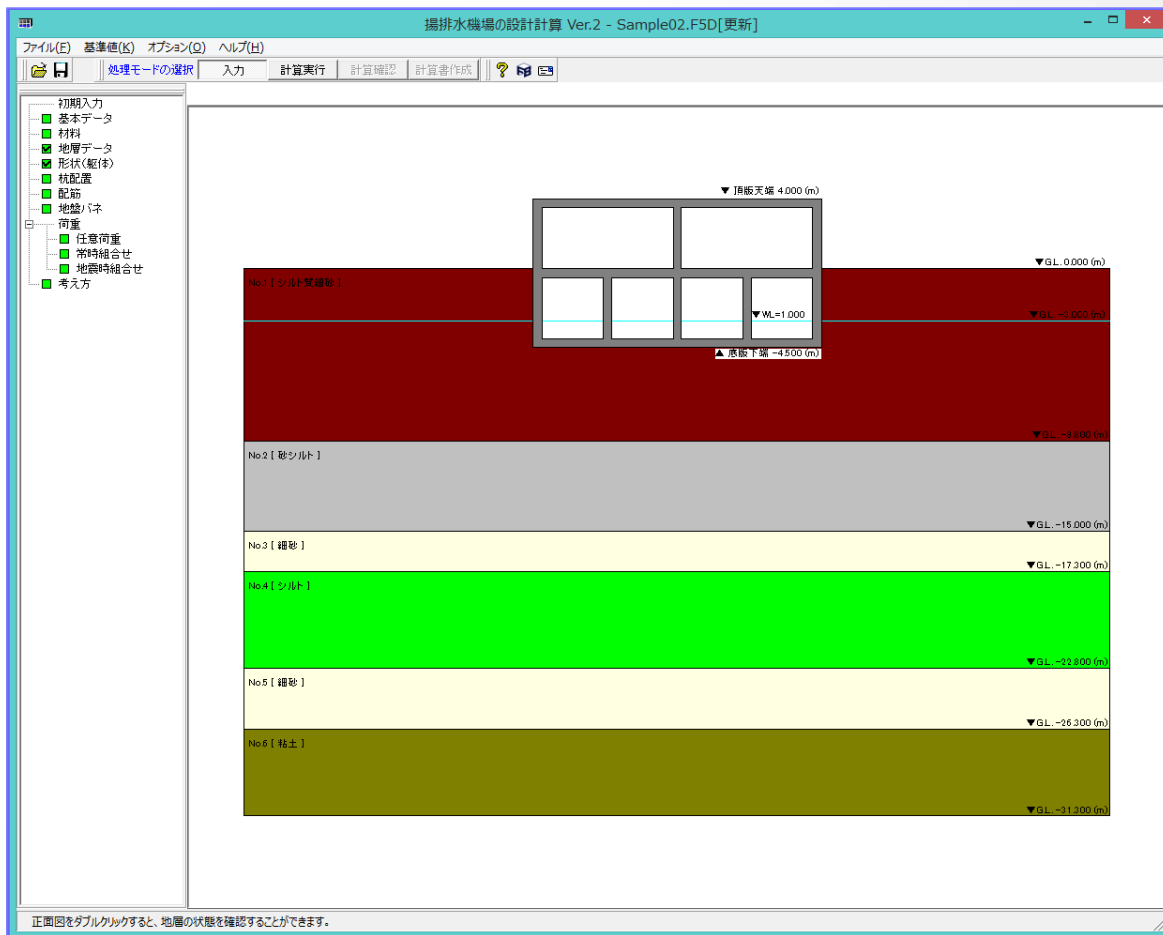 揚排水機場の設計計算 Ver.2 - Sample02.F5D[更新]
ファイル(F) 基準値(K) オプション(O) ヘルプ(H)
処理モードの選択 入力 計算実行 計算確認 計算書作成
初期入力
基本データ
材料
地層データ
形状(躯体)
杭配置
配筋
地盤バネ
荷重
任意荷重
常時組合せ
地震時組合せ
考え方
▼頂版天端 4.000 (m)
▼G.L. 0.000 (m)
No.1 [ シルト質細砂 ]
▼WL=1.000
▼G.L. -3.000 (m)
▲ 底版下端 -4.500 (m)
No.2 [ 砂シルト ]
▼G.L. -15.000 (m)
No.3 [ 細砂 ]
▼G.L. -17.300 (m)
No.4 [ シルト ]
▼G.L. -22.800 (m)
No.5 [ 細砂 ]
▼G.L. -26.300 (m)
No.6 [ 粘土 ]
▼G.L. -31.300 (m)
正面図をダブルクリックすると、地層の状態を確認することができます。